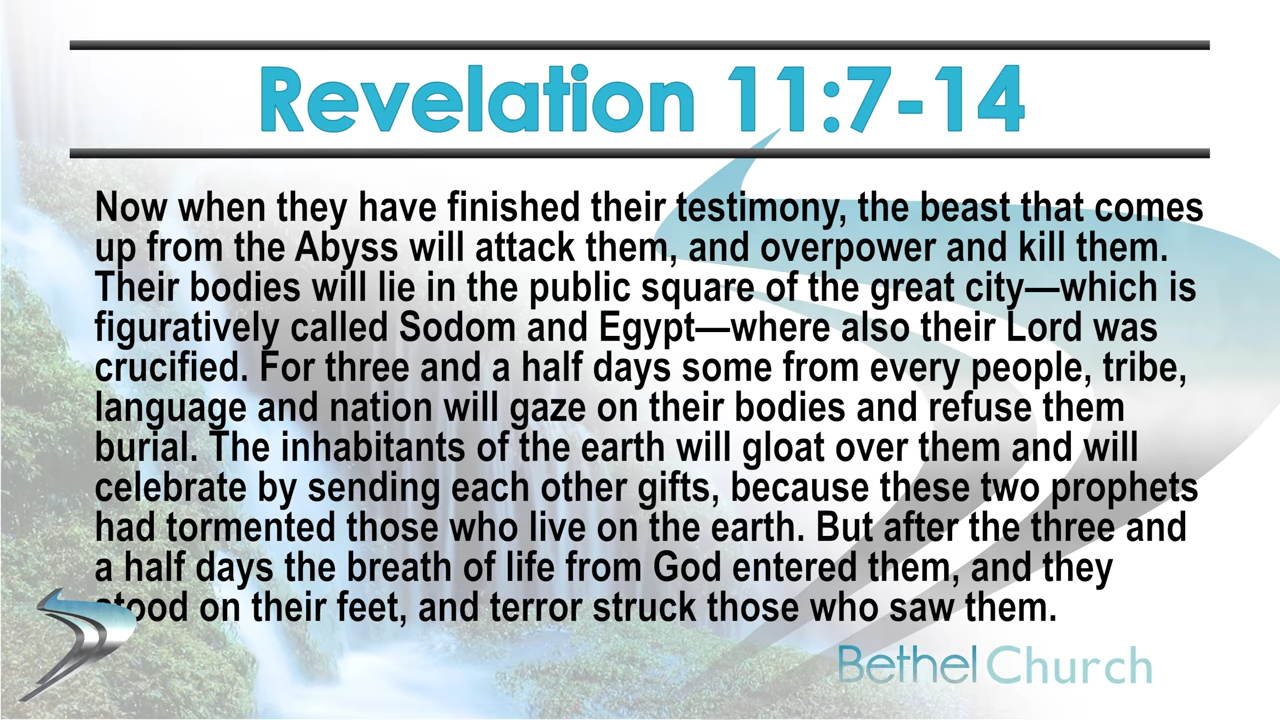 Revelation 11:7-14
Now when they have finished their testimony, the beast that comes
up from the Abyss will attack them, and overpower and kill them.
Their bodies will lie in the public square of the great city—which is
figuratively called Sodom and Egypt—where also their Lord was
crucified. For three and a half days some from every people, tribe,
language and nation will gaze on their bodies and refuse them
burial. The inhabitants of the earth will gloat over them and will
celebrate by sending each other gifts, because these two prophets
had tormented those who live on the earth. But after the three and
a half days the breath of life from God entered them, and they
stood on their feet, and terror struck those who saw them.
Bethel Church